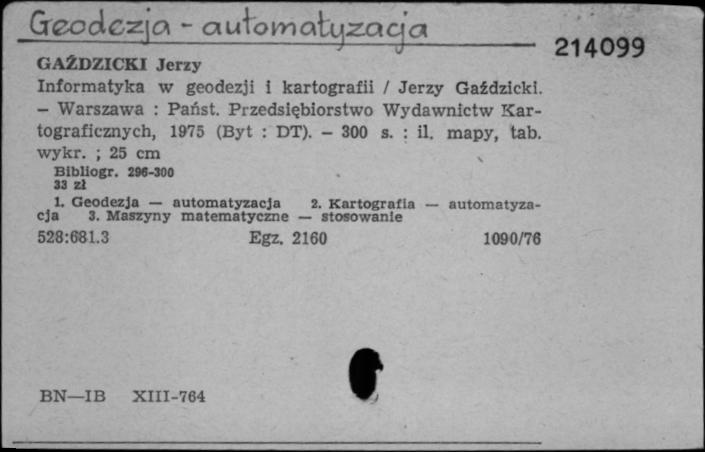 Geodezja - automatyzacja
214099
GAŹDZICKI Jerzy
Informatyka w geodezji i kartografii / Jerzy Gaździcki.
— Warszawa : Państ. Przedsiębiorstwo Wydawnictw Kar-
tograficznych, 1975 (Byt : DT). — 300 s. : il. mapy, tab.
wykr. ; 25 cm
Bibliogr. 296-300
33 zł
1. Geodezja — automatyzacja 2. Kartografia — automatyza-
cja 3. Maszyny matematyczne — stosowanie
528:681.3 Egz. 2160 1090/76
BN—IB XIII-764